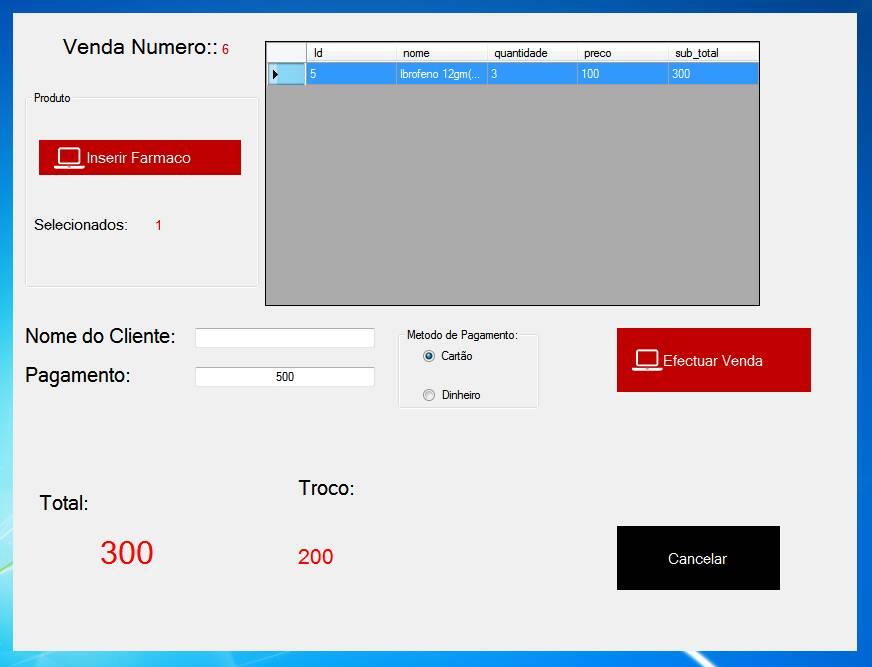 Venda Numero:: 6
Id nome quantidade preco sub_total
5 Ibrofeno 12gm(... 3 100 300
Produto
Inserir Farmaco
Selecionados: 1
Nome do Cliente:
Pagamento: 500
Metodo de Pagamento:
Cartão
Dinheiro
Efectuar Venda
Total:
300
Troco:
200
Cancelar